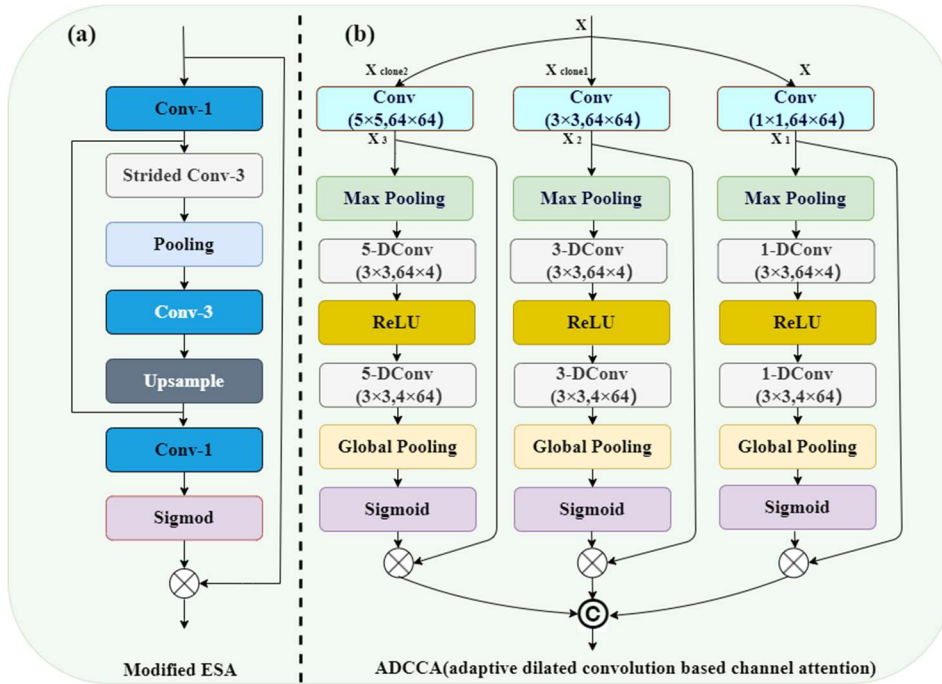 (a)
Conv-1
Strided Conv-3
Pooling
Conv-3
Upsample
Conv-1
Sigmod
Modified ESA
(b)
X
X clone2
X clone1
X
Conv
(5×5,64×64)
Conv
(3×3,64×64)
Conv
(1×1,64×64)
X 3
X 2
X 1
Max Pooling
Max Pooling
Max Pooling
5-DConv
(3×3,64×4)
3-DConv
(3×3,64×4)
1-DConv
(3×3,64×4)
ReLU
ReLU
ReLU
5-DConv
(3×3,4×64)
3-DConv
(3×3,4×64)
1-DConv
(3×3,4×64)
Global Pooling
Global Pooling
Global Pooling
Sigmoid
Sigmoid
Sigmoid
C
ADCCA(adaptive dilated convolution based channel attention)